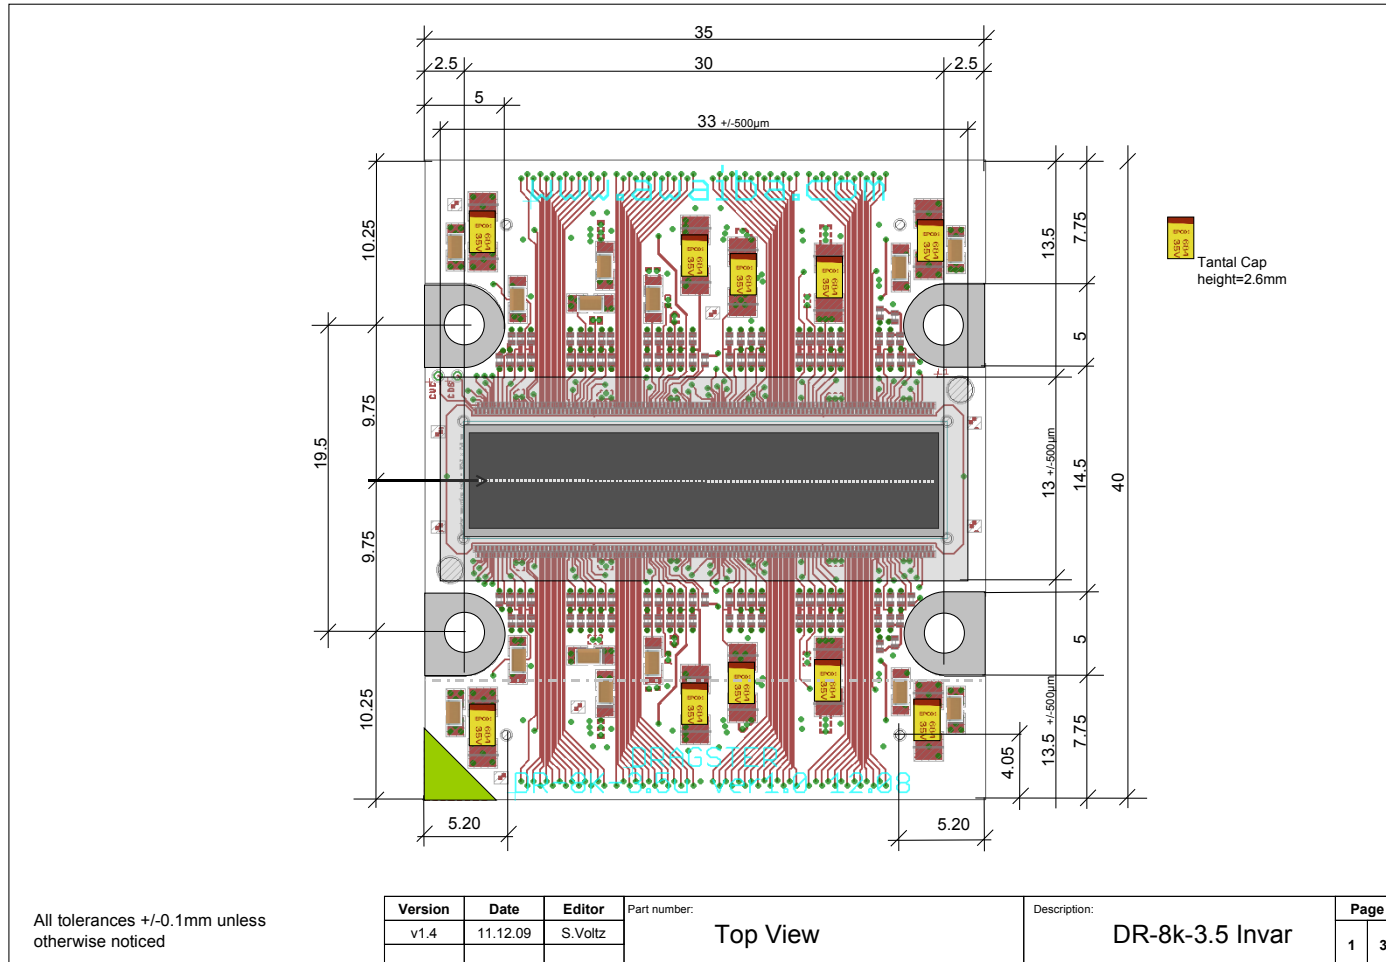 35
2.5
30
2.5
5
33 +/-500µm
www.awaiba.com
10.25
13.5
7.75
Tantal Cap
height=2.6mm
5
9.75
19.5
13 +/-500µm
14.5
40
9.75
5
10.25
13.5 +/-500µm
7.75
4.05
DRAGSTER
5.20
5.20
All tolerances +/-0.1mm unless
otherwise noticed
Version Date Editor Part number: Description: Page
v1.4 11.12.09 S.Voltz Top View DR-8k-3.5 Invar 1 3